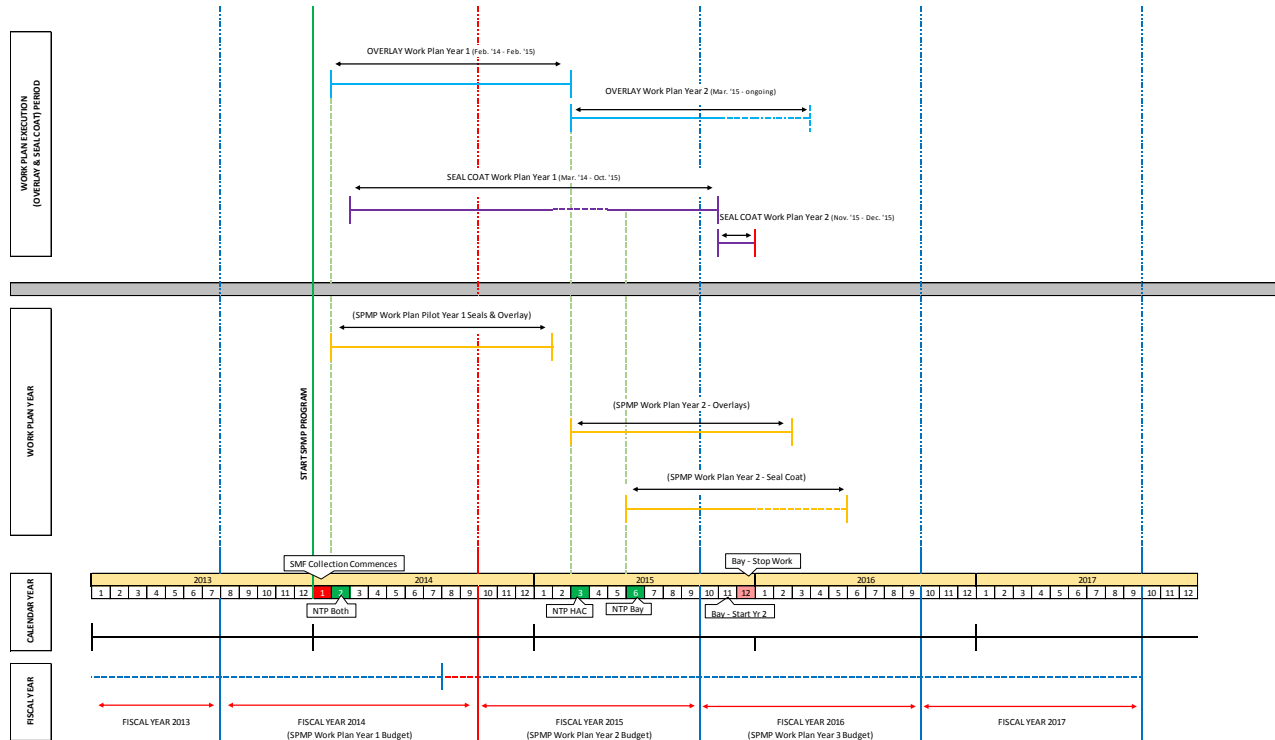 WORK PLAN EXECUTION
(OVERLAY & SEAL COAT) PERIOD
OVERLAY Work Plan Year 1 (Feb. '14 - Feb. '15)
OVERLAY Work Plan Year 2 (Mar. '15 - ongoing)
SEAL COAT Work Plan Year 1 (Mar. '14 - Oct. '15)
SEAL COAT Work Plan Year 2 (Nov. '15 - Dec. '15)
WORK PLAN YEAR
START SPMP PROGRAM
(SPMP Work Plan Pilot Year 1 Seals & Overlay)
(SPMP Work Plan Year 2 - Overlays)
(SPMP Work Plan Year 2 - Seal Coat)
SMF Collection Commences
Bay - Stop Work
CALENDAR YEAR
2013 2014 2015 2016 2017
1 2 3 4 5 6 7 8 9 10 11 12 1 2 3 4 5 6 7 8 9 10 11 12 1 2 3 4 5 6 7 8 9 10 11 12 1 2 3 4 5 6 7 8 9 10 11 12 1 2 3 4 5 6 7 8 9 10 11 12
NTP Both NTP HAC NTP Bay Bay - Start Yr 2
FISCAL YEAR
FISCAL YEAR 2013 FISCAL YEAR 2014 FISCAL YEAR 2015 FISCAL YEAR 2016 FISCAL YEAR 2017
(SPMP Work Plan Year 1 Budget) (SPMP Work Plan Year 2 Budget) (SPMP Work Plan Year 3 Budget)